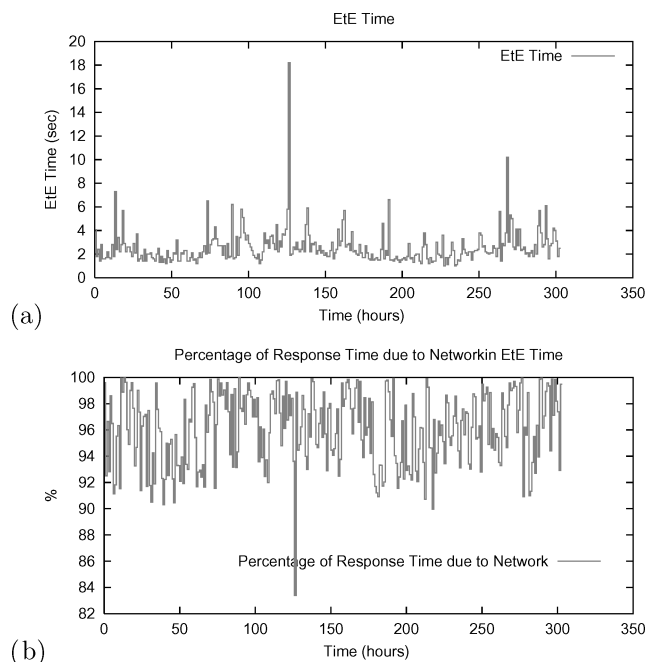 EtE Time
20
18
16
14
12
10
8
6
4
2
0
EtE Time (sec)
EtE Time
0 50 100 150 200 250 300 350
Time (hours)
(a)
Percentage of Response Time due to Networkin EtE Time
100
98
96
94
92
90
88
86
84
82
%
Percentage of Response Time due to Network
0 50 100 150 200 250 300 350
Time (hours)
(b)